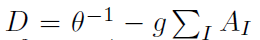 D = θ⁻¹ − g∑_I A_I